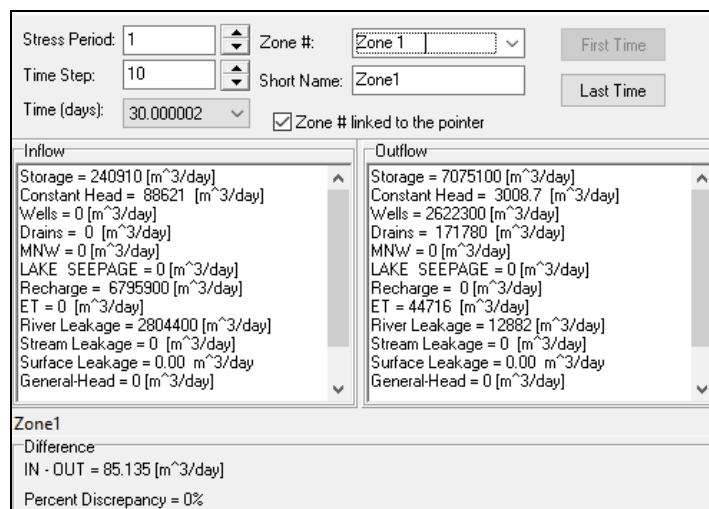 Stress Period: 1 Zone #: Zone 1 First Time
Time Step: 10 Short Name: Zone1 Last Time
Time (days): 30.000002 Zone # linked to the pointer
Inflow
Storage = 240910 [m^3/day]
Constant Head = 88621 [m^3/day]
Wells = 0 [m^3/day]
Drains = 0 [m^3/day]
MNW = 0 [m^3/day]
LAKE SEEPAGE = 0 [m^3/day]
Recharge = 6795900 [m^3/day]
ET = 0 [m^3/day]
River Leakage = 2804400 [m^3/day]
Stream Leakage = 0 [m^3/day]
Surface Leakage = 0.00 m^3/day
General-Head = 0 [m^3/day]
Outflow
Storage = 7075100 [m^3/day]
Constant Head = 3008.7 [m^3/day]
Wells = 2622300 [m^3/day]
Drains = 171780 [m^3/day]
MNW = 0 [m^3/day]
LAKE SEEPAGE = 0 [m^3/day]
Recharge = 0 [m^3/day]
ET = 44716 [m^3/day]
River Leakage = 12882 [m^3/day]
Stream Leakage = 0 [m^3/day]
Surface Leakage = 0.00 m^3/day
General-Head = 0 [m^3/day]
Zone1
Difference
IN - OUT = 85.135 [m^3/day]
Percent Discrepancy = 0%